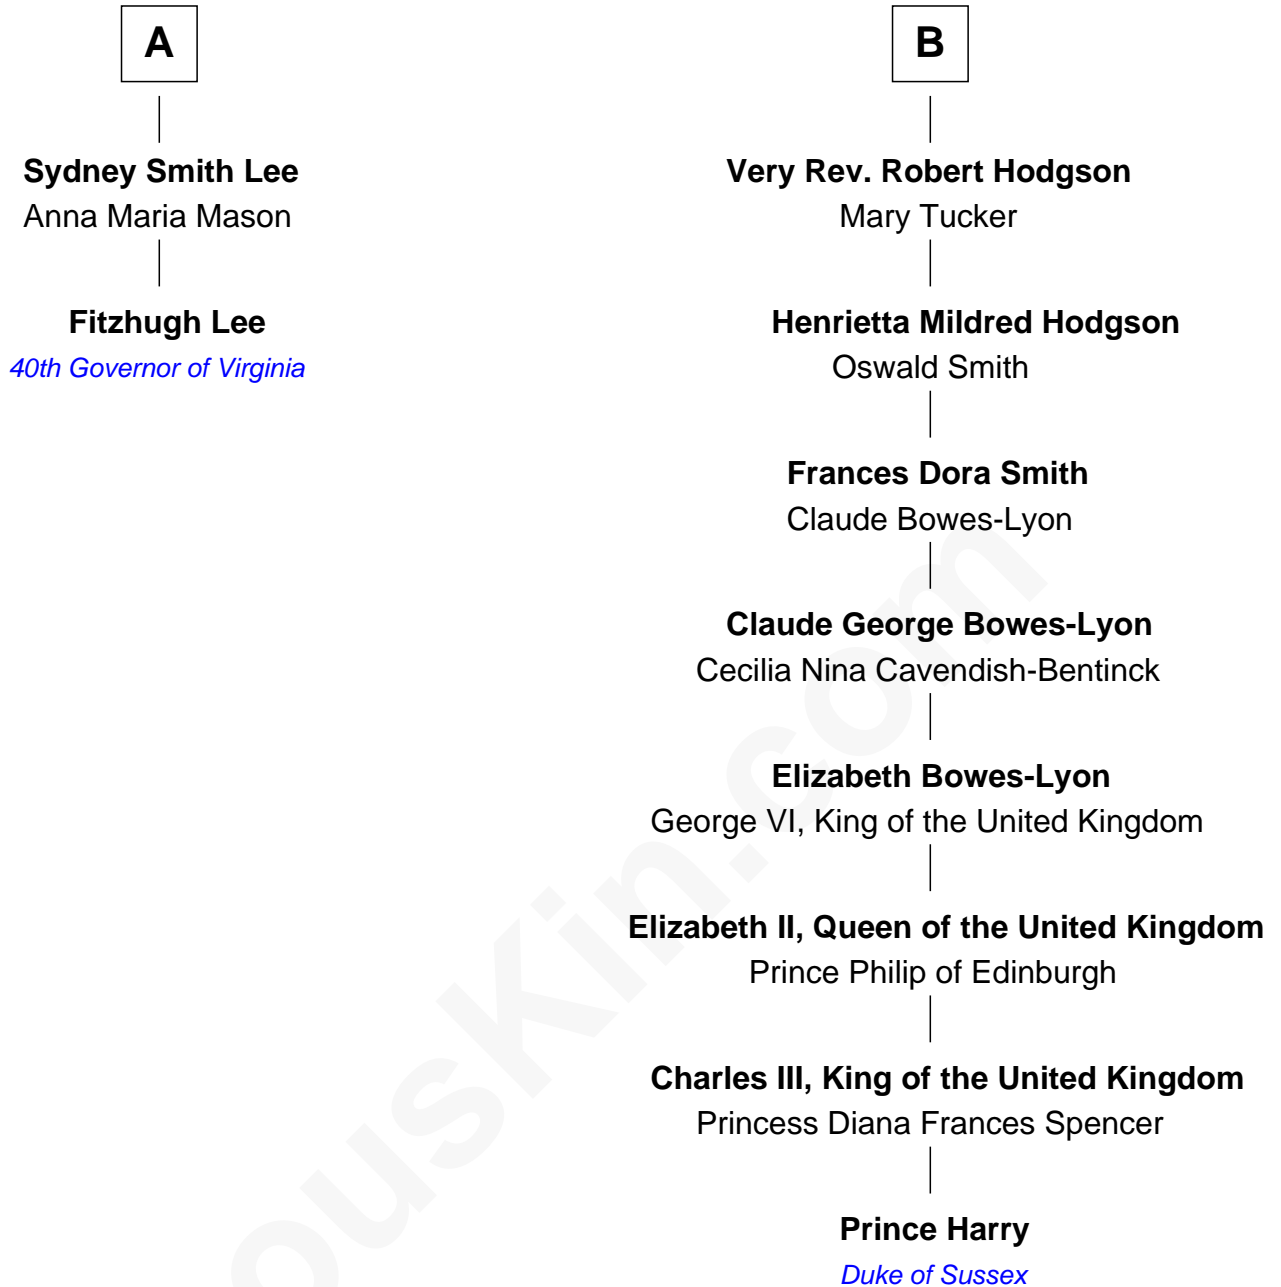 A
Sydney Smith Lee
Anna Maria Mason
Fitzhugh Lee
40th Governor of Virginia
B
Very Rev. Robert Hodgson
Mary Tucker
Henrietta Mildred Hodgson
Oswald Smith
Frances Dora Smith
Claude Bowes-Lyon
Claude George Bowes-Lyon
Cecilia Nina Cavendish-Bentinck
Elizabeth Bowes-Lyon
George VI, King of the United Kingdom
Elizabeth II, Queen of the United Kingdom
Prince Philip of Edinburgh
Charles III, King of the United Kingdom
Princess Diana Frances Spencer
Prince Harry
Duke of Sussex
ousKin.com